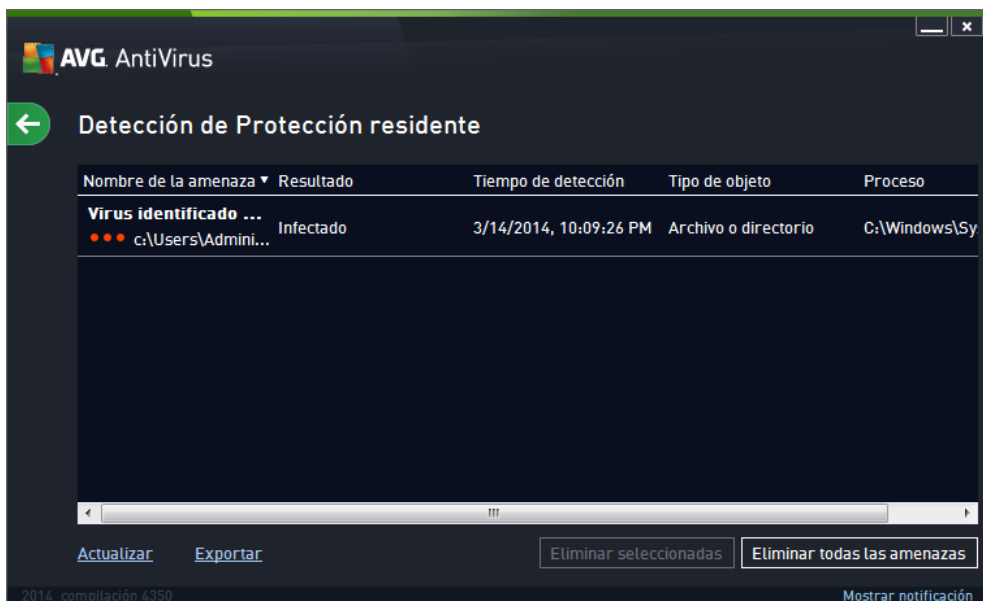 AVG. AntiVirus
Detección de Protección residente
Nombre de la amenaza ▼ Resultado Tiempo de detección Tipo de objeto Proceso
Virus identificado ...
c:\Users\Admini... Infectado 3/14/2014, 10:09:26 PM Archivo o directorio C:\Windows\Sy
Actualizar Exportar Eliminar seleccionadas Eliminar todas las amenazas
2014 compilación 4350 Mostrar notificación